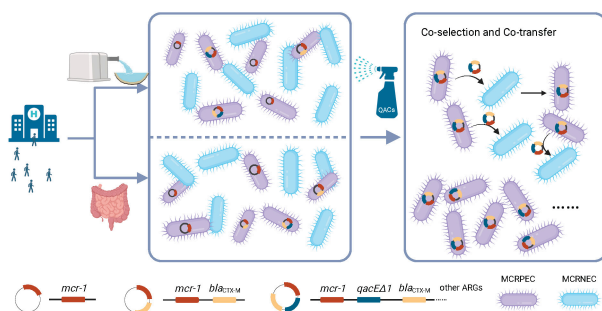 Co-selection and Co-transfer
H
QACs
mcr-1
mcr-1 blaCTX-M
mcr-1 qacEΔ1 blaCTX-M other ARGs
MCRPEC MCRNEC